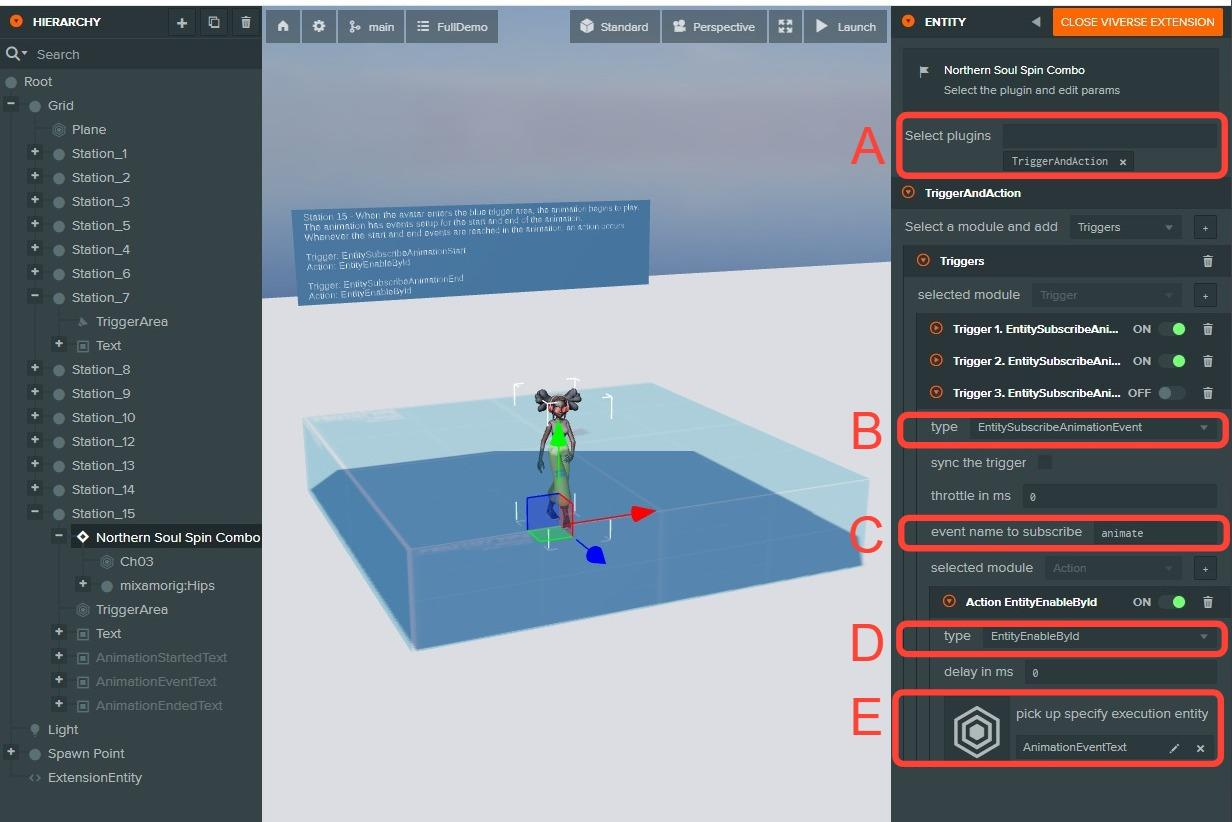 HIERARCHY
Search
Root
Grid
Plane
Station_1
Station_2
Station_3
Station_5
Station_4
Station_6
Station_7
TriggerArea
Text
Station_8
Station_9
Station_10
Station_12
Station_13
Station_14
Station_15
Northern Soul Spin Combo
Ch03
mixamorig:Hips
TriggerArea
Text
AnimationStartedText
AnimationEventText
AnimationEndedText
Light
Spawn Point
ExtensionEntity
main
FullDemo
Standard
Perspective
Launch
Station 15 - When the avatar enters the blue trigger area, the animation begins to play.
The animation has events setup for the start and end of the animation.
Whenever the start and end events are reached in the animation, an action occurs
Trigger: EntitySubscribeAnimationStart
Action: EntityEnableById
Trigger: EntitySubscribeAnimationEnd
Action: EntityEnableById
ENTITY
CLOSE VIVERSE EXTENSION
Northern Soul Spin Combo
Select the plugin and edit params
A
Select plugins
TriggerAndAction ×
TriggerAndAction
Select a module and add Triggers +
Triggers
selected module Trigger +
Trigger 1. EntitySubscribeAni... ON
Trigger 2. EntitySubscribeAni... ON
Trigger 3. EntitySubscribeAni... OFF
B
type EntitySubscribeAnimationEvent
sync the trigger
throttle in ms 0
C
event name to subscribe animate
selected module Action +
Action EntityEnableById ON
D
type EntityEnableById
delay in ms 0
E
pick up specify execution entity
AnimationEventText ×